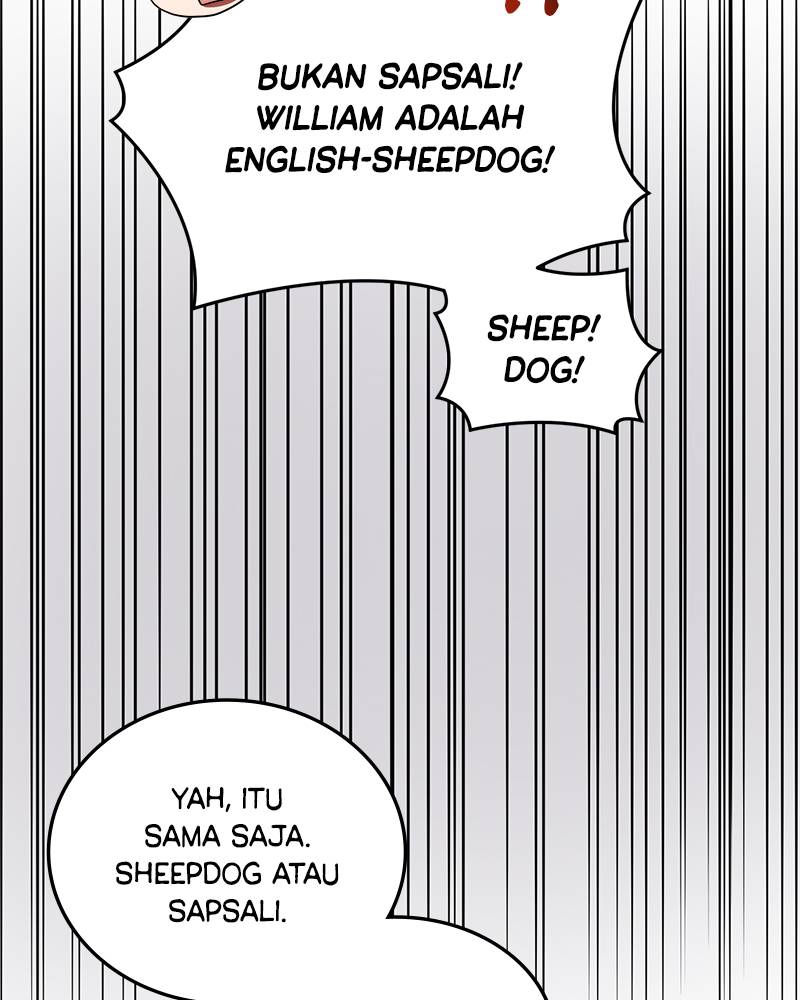 BUKAN SAPSALI!
WILLIAM ADALAH
ENGLISH-SHEEPDOG!
SHEEP!
DOG!
YAH, ITU
SAMA SAJA.
SHEEPDOG ATAU
SAPSALI.